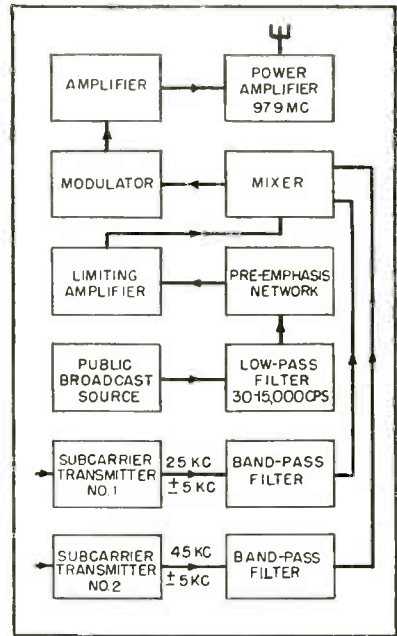 AMPLIFIER
POWER
AMPLIFIER
97.9 MC
MODULATOR
MIXER
LIMITING
AMPLIFIER
PRE-EMPHASIS
NETWORK
PUBLIC
BROADCAST
SOURCE
LOW-PASS
FILTER
30-15,000CPS
SUBCARRIER
TRANSMITTER
NO.1
25 KC
±5 KC
BAND-PASS
FILTER
SUBCARRIER
TRANSMITTER
NO.2
45 KC
±5 KC
BAND-PASS
FILTER